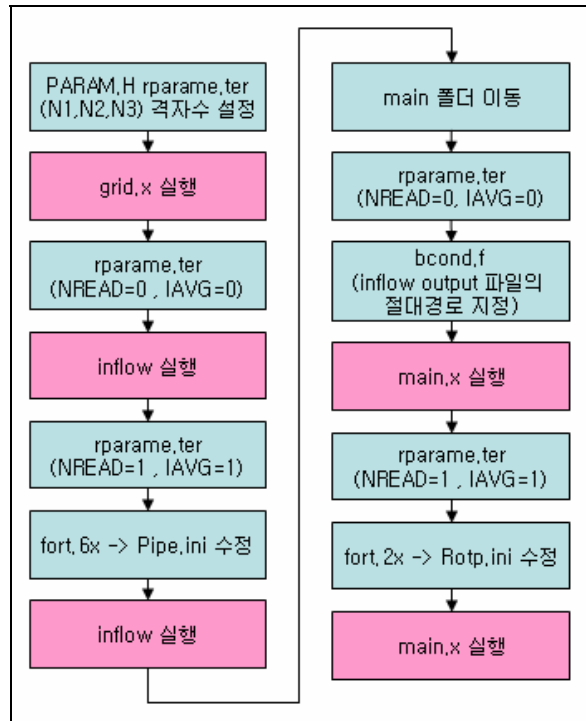 PARAM.H rparame.ter
(N1,N2,N3) 격자수 설정
grid.x 실행
rparame.ter
(NREAD=0 , IAVG=0)
inflow 실행
rparame.ter
(NREAD=1 , IAVG=1)
fort.6x -> Pipe.ini 수정
inflow 실행
main 폴더 이동
rparame.ter
(NREAD=0, IAVG=0)
bcond.f
(inflow output 파일의
절대경로 지정)
main.x 실행
rparame.ter
(NREAD=1 , IAVG=1)
fort.2x -> Rotp.ini 수정
main.x 실행